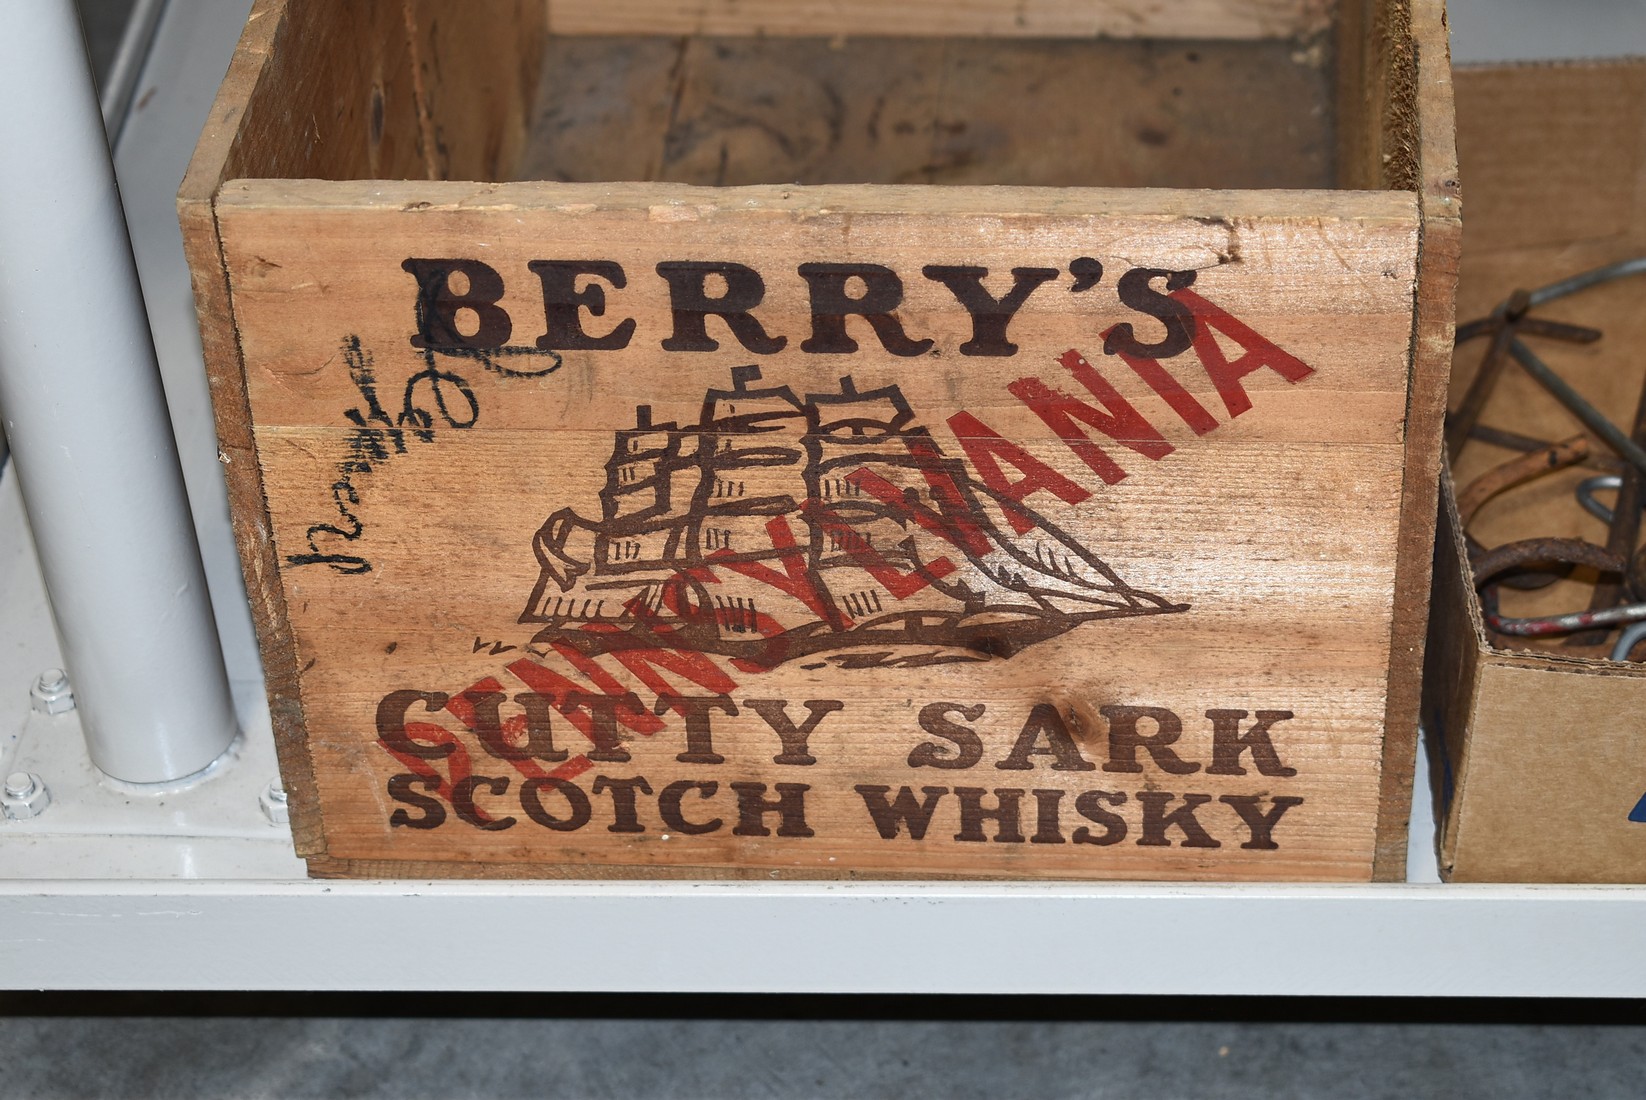 BERRY'S
PENNSYLVANIA
CUTTY SARK
SCOTCH WHISKY